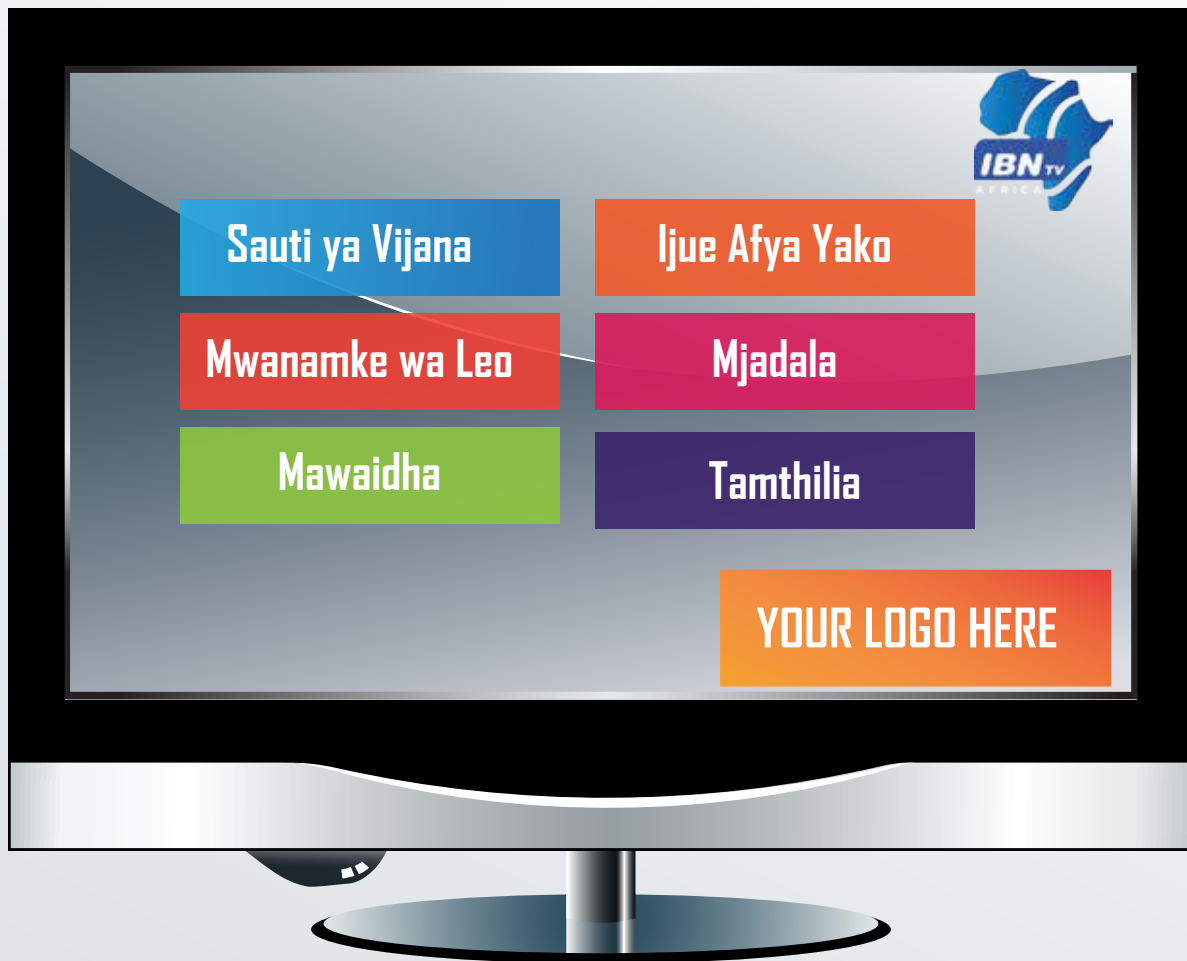 IBN TV
AFRICA
Sauti ya Vijana
Ijue Afya Yako
Mwanamke wa Leo
Mjadala
Mawaidha
Tamthilia
YOUR LOGO HERE